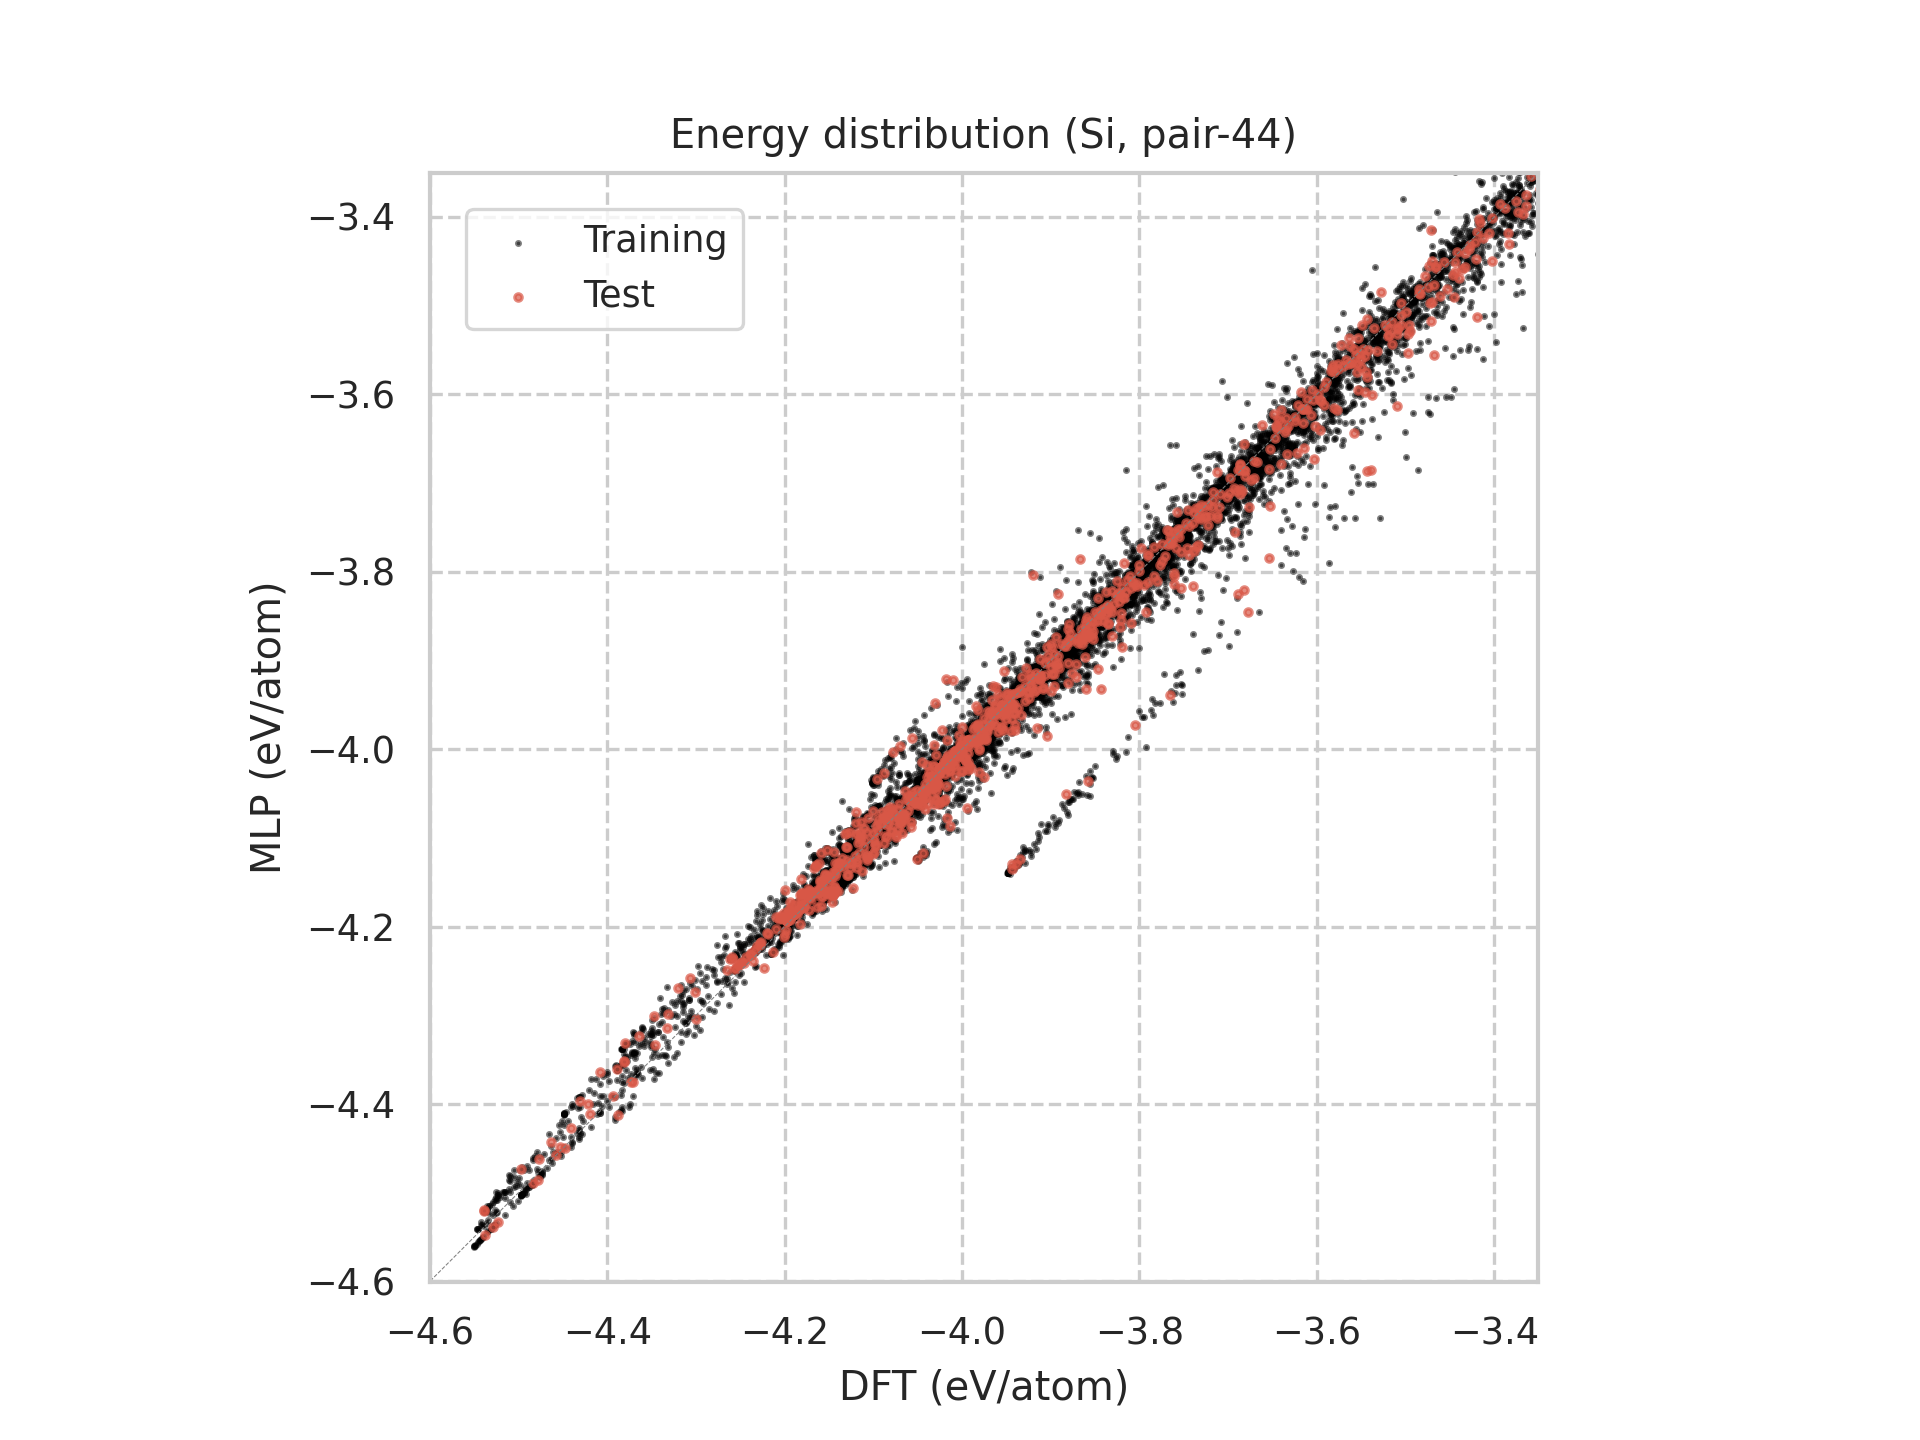 Energy distribution (Si, pair-44)
Training
Test
−3.4
−3.6
−3.8
−4.0
−4.2
−4.4
−4.6
MLP (eV/atom)
−4.6 −4.4 −4.2 −4.0 −3.8 −3.6 −3.4
DFT (eV/atom)